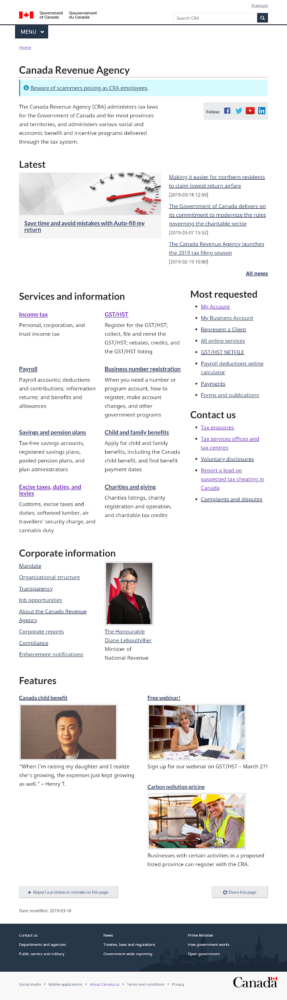 Français
Government
of Canada
Gouvernement
du Canada
Search CRA
MENU
Home
Canada Revenue Agency
Beware of scammers posing as CRA employees.
The Canada Revenue Agency (CRA) administers tax laws
for the Government of Canada and for most provinces
and territories, and administers various social and
economic benefit and incentive programs delivered
through the tax system.
Follow:
Latest
120 140
160
180
200
240
Save time and avoid mistakes with Auto-fill my
return
Making it easier for northern residents
to claim lowest return airfare
[2019-03-18 12:59]
The Government of Canada delivers on
its commitment to modernize the rules
governing the charitable sector
[2019-03-07 15:52]
The Canada Revenue Agency launches
the 2019 tax filing season
[2019-02-19 10:00]
All news
Services and information
Income tax
Personal, corporation, and
trust income tax
GST/HST
Register for the GST/HST;
collect, file and remit the
GST/HST; rebates, credits, and
the GST/HST listing
Payroll
Payroll accounts; deductions
and contributions; information
returns; and benefits and
allowances
Business number registration
When you need a number or
program account, how to
register, make account
changes, and other
government programs
Savings and pension plans
Tax-free savings accounts,
registered savings plans,
pooled pension plans, and
plan administrators
Child and family benefits
Apply for child and family
benefits, including the Canada
child benefit, and find benefit
payment dates
Excise taxes, duties, and
levies
Customs, excise taxes and
duties, softwood lumber, air
travellers’ security charge, and
cannabis duty
Charities and giving
Charities listings, charity
registration and operation,
and charitable tax credits
Most requested
My Account
My Business Account
Represent a Client
All online services
GST/HST NETFILE
Payroll deductions online
calculator
Payments
Forms and publications
Contact us
Tax enquiries
Tax services offices and
tax centres
Voluntary disclosures
Report a lead on
suspected tax cheating in
Canada
Complaints and disputes
Corporate information
Mandate
Organizational structure
Transparency
Job opportunities
About the Canada Revenue
Agency
Corporate reports
Compliance
Enforcement notifications
The Honourable
Diane Lebouthillier
Minister of
National Revenue
Features
Canada child benefit
“When I'm raising my daughter and I realize
she's growing, the expenses just kept growing
as well.” – Henry T.
Free webinar!
Sign up for our webinar on GST/HST – March 27!
Carbon pollution pricing
Businesses with certain activities in a proposed
listed province can register with the CRA.
Report a problem or mistake on this page
Share this page
Date modified: 2019-03-18
Contact us
Departments and agencies
Public service and military
News
Treaties, laws and regulations
Government-wide reporting
Prime Minister
How government works
Open government
Social media • Mobile applications • About Canada.ca • Terms and conditions • Privacy
Canada